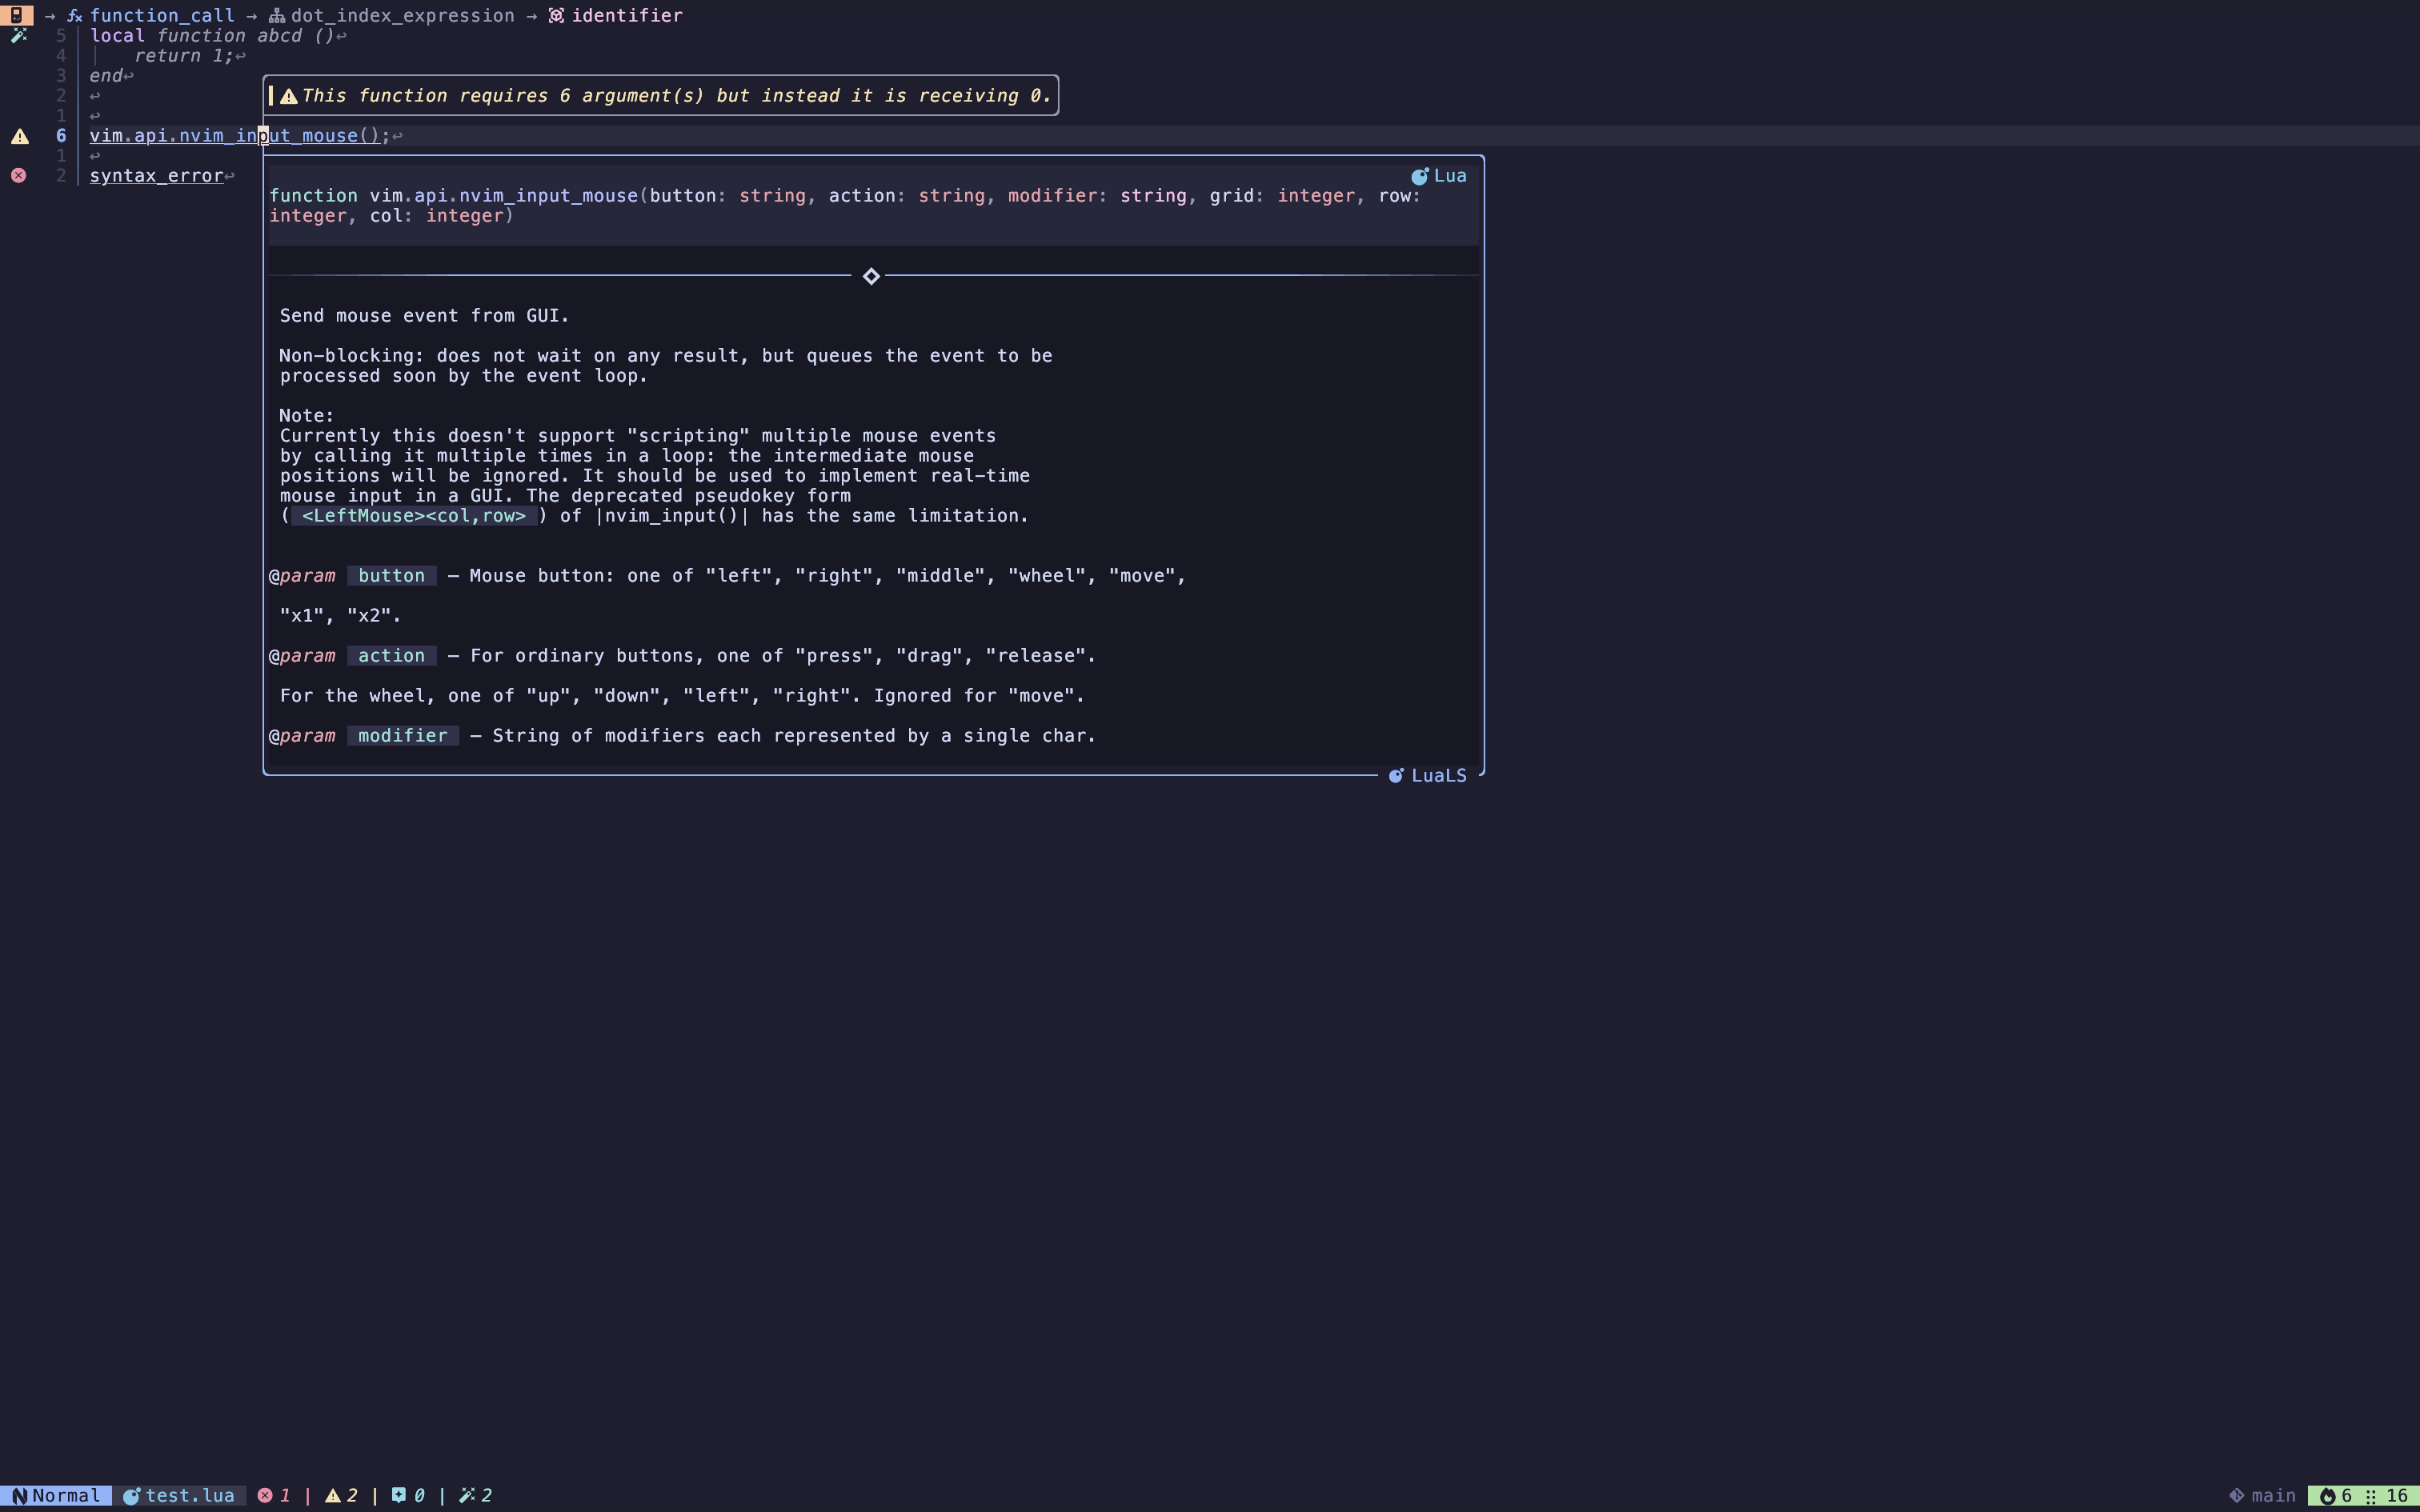 → fx function_call → dot_index_expression → identifier
5 local function abcd ()↩
4 return 1;↩
3 end↩
2 ↩
1 ↩
This function requires 6 argument(s) but instead it is receiving 0.
6 vim.api.nvim_input_mouse();↩
1 ↩
2 syntax_error↩
Lua
function vim.api.nvim_input_mouse(button: string, action: string, modifier: string, grid: integer, row:
integer, col: integer)
Send mouse event from GUI.
Non-blocking: does not wait on any result, but queues the event to be
processed soon by the event loop.
Note:
Currently this doesn't support "scripting" multiple mouse events
by calling it multiple times in a loop: the intermediate mouse
positions will be ignored. It should be used to implement real-time
mouse input in a GUI. The deprecated pseudokey form
( <LeftMouse><col,row> ) of |nvim_input()| has the same limitation.
@param button — Mouse button: one of "left", "right", "middle", "wheel", "move",
"x1", "x2".
@param action — For ordinary buttons, one of "press", "drag", "release".
For the wheel, one of "up", "down", "left", "right". Ignored for "move".
@param modifier — String of modifiers each represented by a single char.
LuaLS
Normal test.lua 1 | 2 | 0 | 2 main 6 16